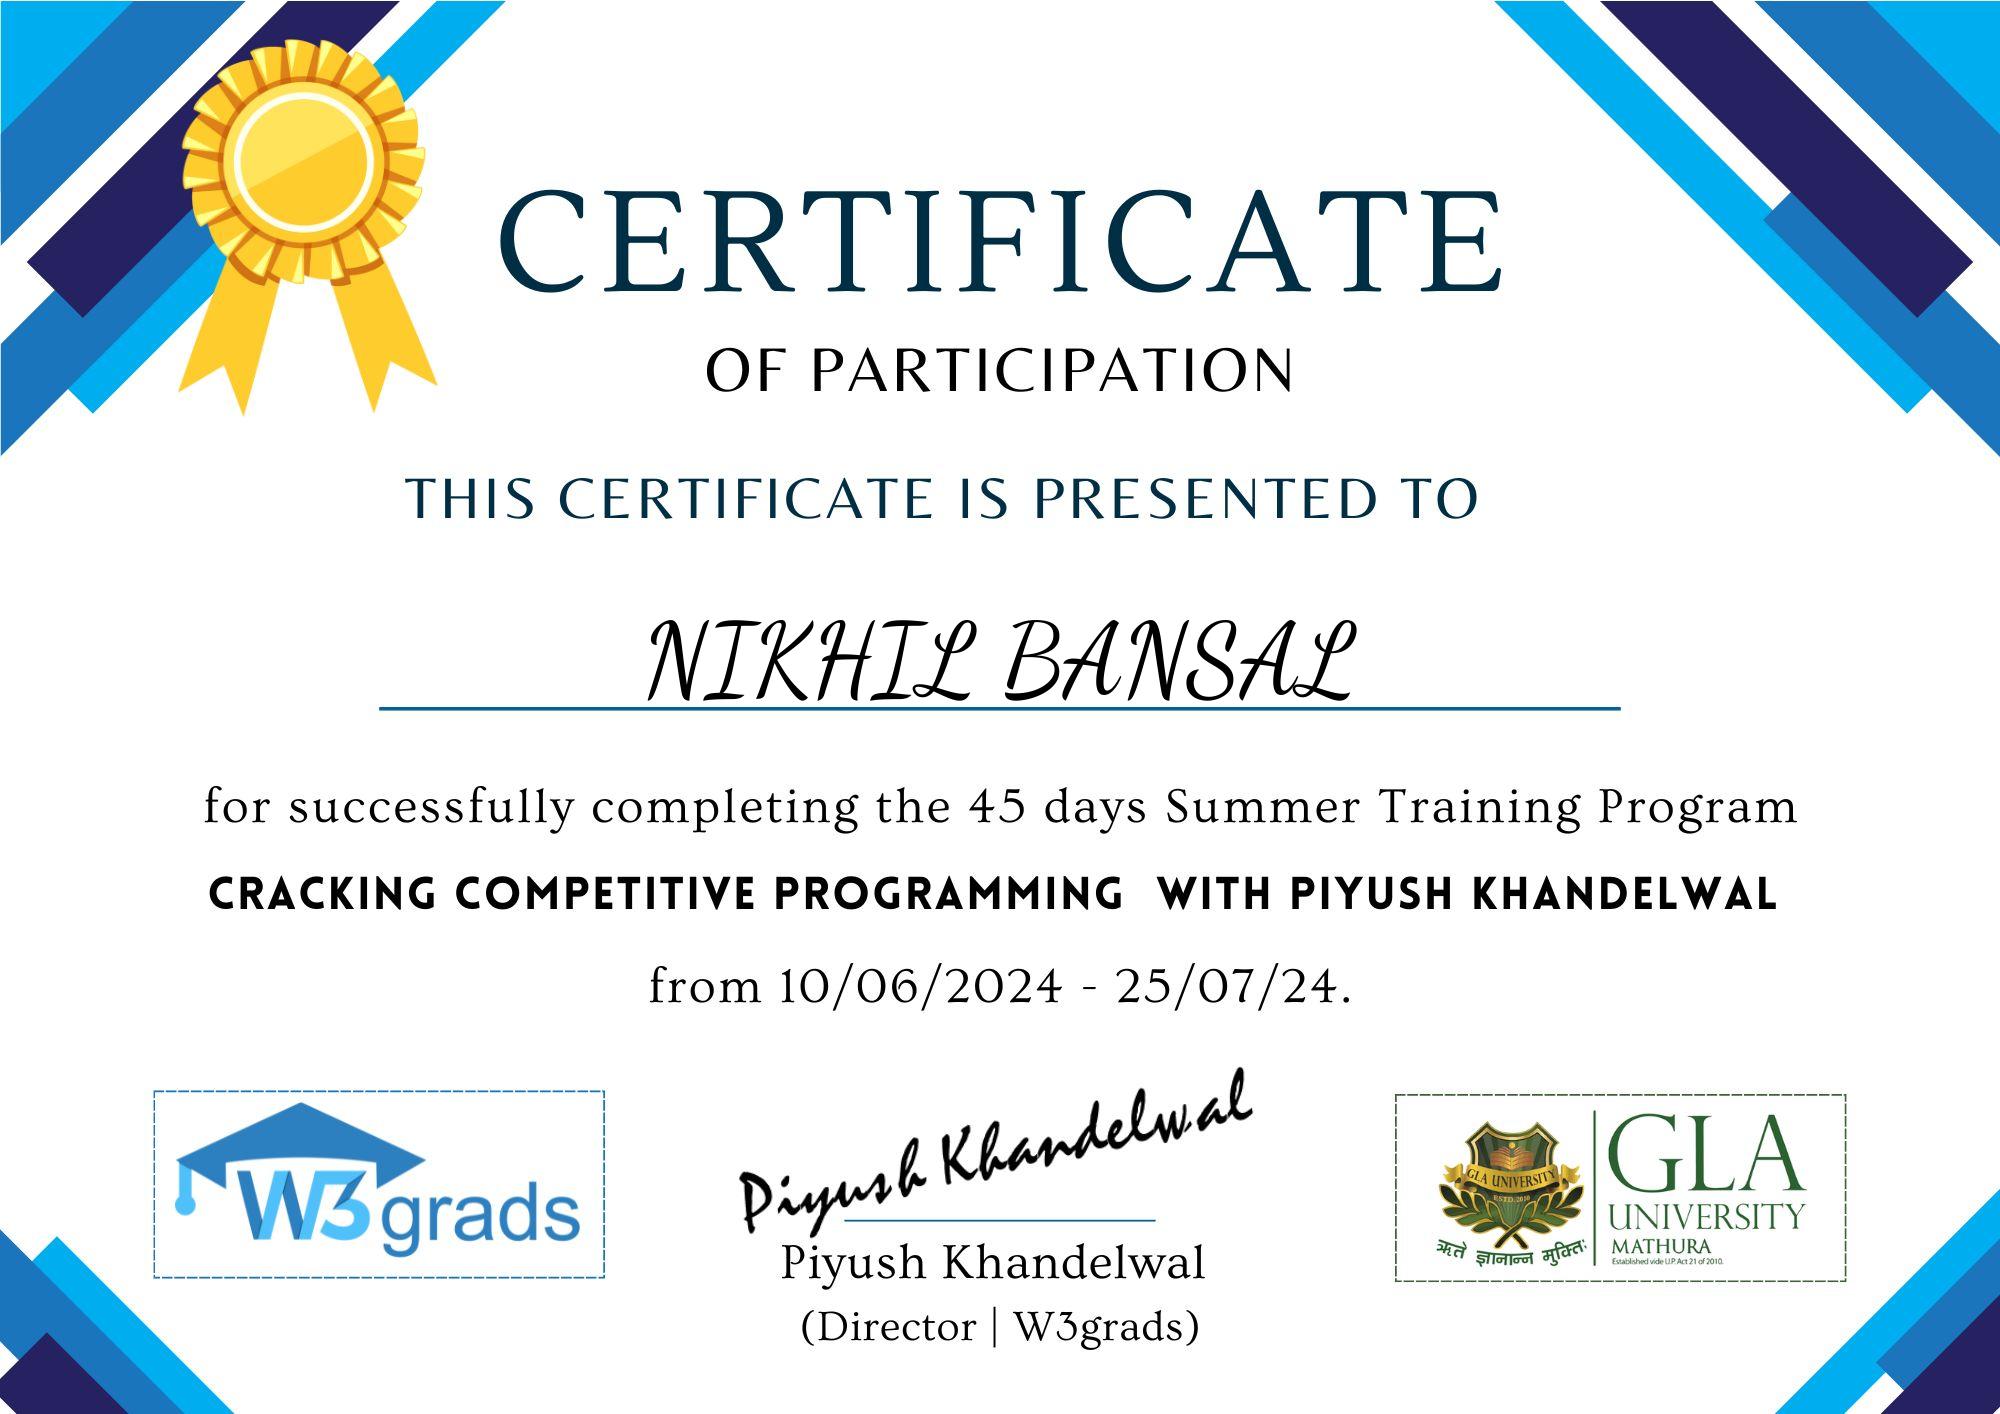 CERTIFICATE
OF PARTICIPATION
THIS CERTIFICATE IS PRESENTED TO
NIKHIL BANSAL
for successfully completing the 45 days Summer Training Program
CRACKING COMPETITIVE PROGRAMMING WITH PIYUSH KHANDELWAL
from 10/06/2024 - 25/07/24.
W3grads
Piyush Khandelwal
Piyush Khandelwal
(Director | W3grads)
GLA UNIVERSITY
ESTD. 2010
ऋते ज्ञानान्न मुक्तिः
GLA
UNIVERSITY
MATHURA
Established vide U.P. Act 21 of 2010.